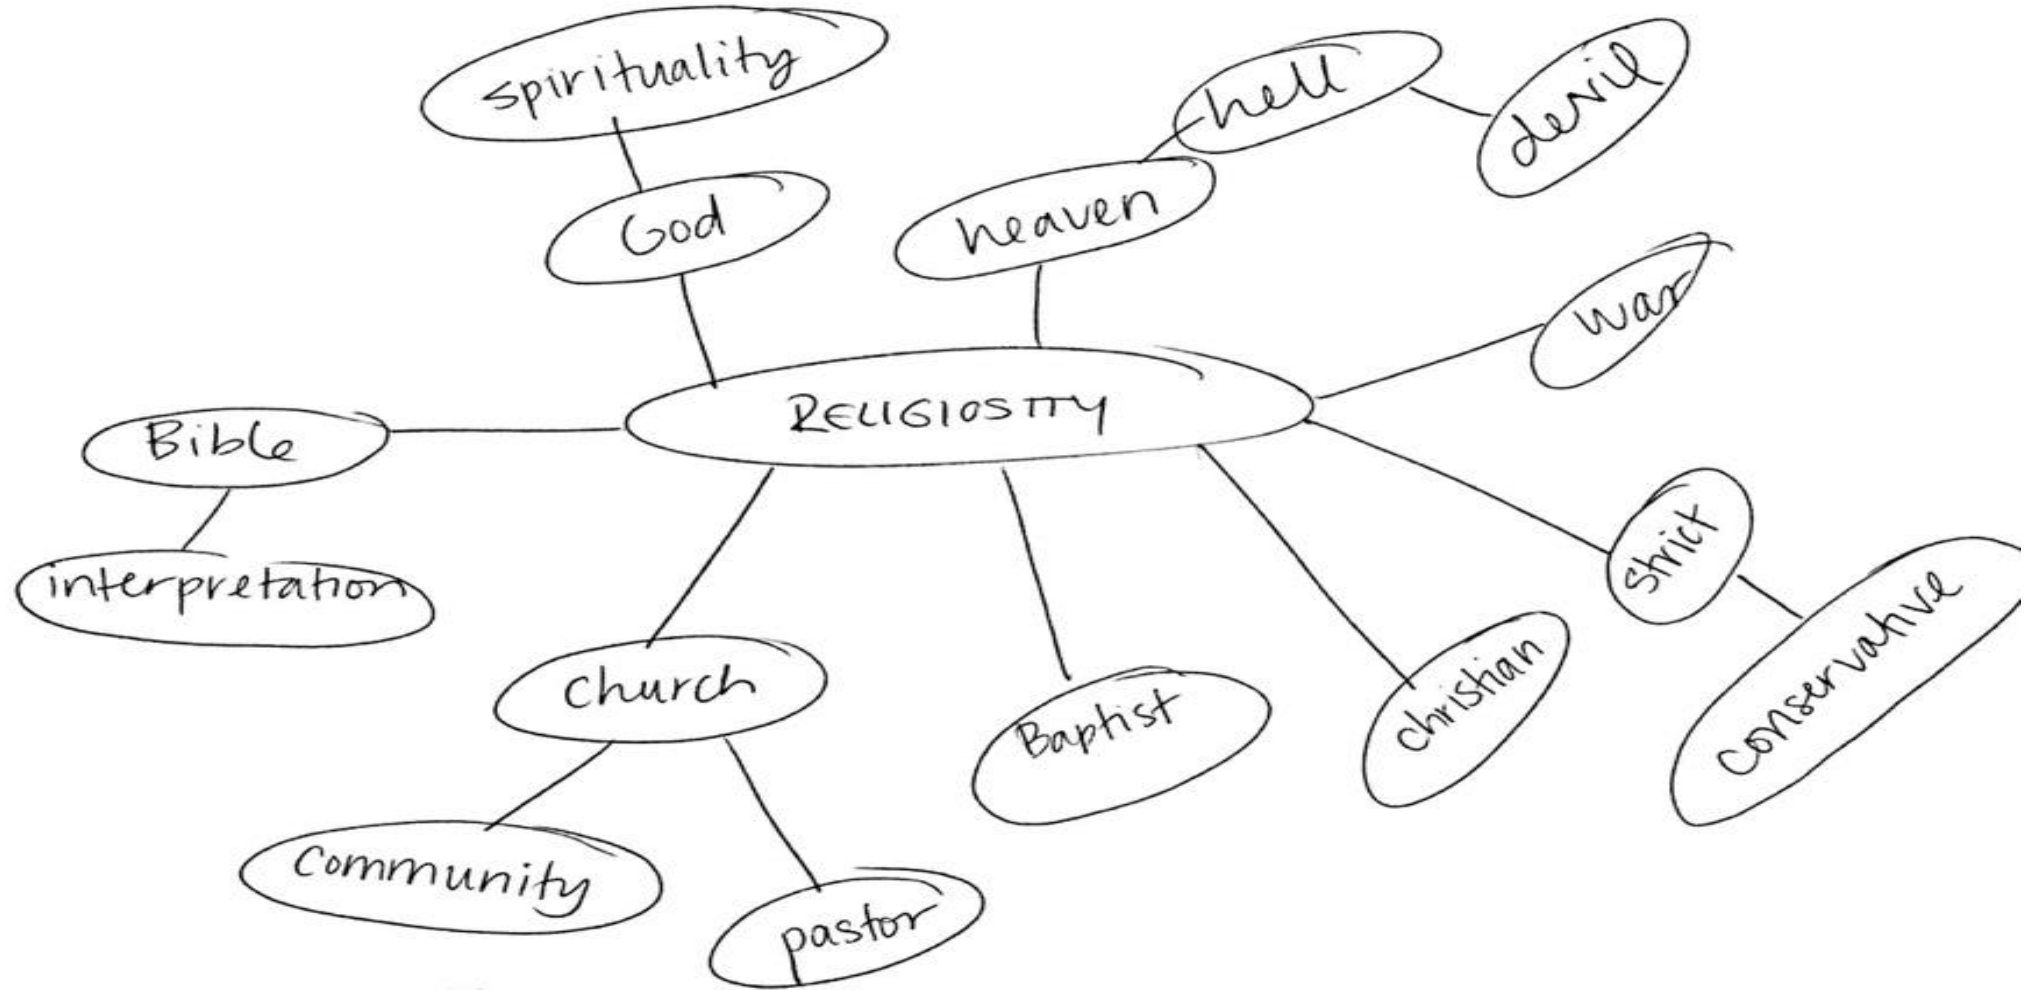 spirituality
hell
devil
God
heaven
war
RELIGIOSITY
Bible
strict
interpretation
conservative
church
Baptist
christian
community
pastor